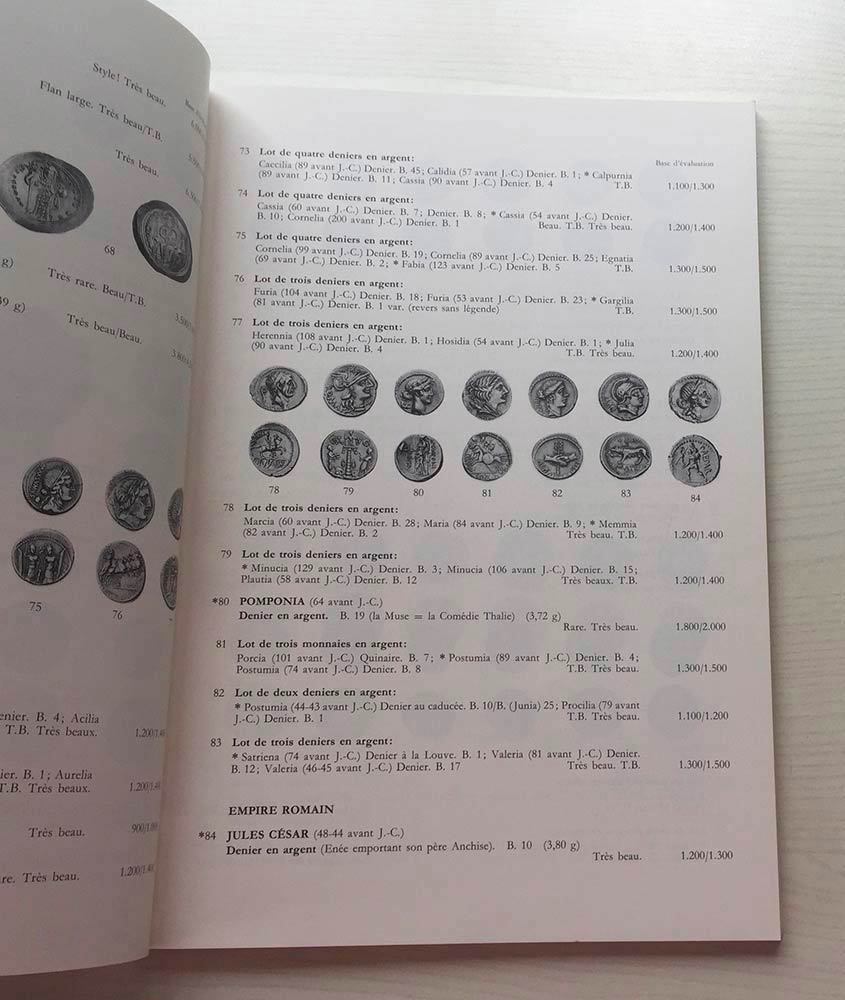 Style! Très beau.
Flan large. Très beau/T.B.
Très beau.
68
g)
Très rare. Beau/T.B.
g)
Très beau/Beau.
75
76
B. 4; Acilia
T.B. Très beaux.
B. 1; Aurelia
Très beaux.
Très beau.
Très beau.
Base d'évaluation
73 Lot de quatre deniers en argent:
Caecilia (89 avant J.-C.) Denier. B. 45; Calidia (57 avant J.-C.) Denier. B. 1; * Calpurnia
(89 avant J.-C.) Denier. B. 11; Cassia (90 avant J.-C.) Denier. B. 4 T.B. 1.100/1.300
74 Lot de quatre deniers en argent:
Cassia (60 avant J.-C.) Denier. B. 7; Denier. B. 8; * Cassia (54 avant J.-C.) Denier.
B. 10; Cornelia (200 avant J.-C.) Denier. B. 1 Beau. T.B. Très beau. 1.200/1.400
75 Lot de quatre deniers en argent:
Cornelia (99 avant J.-C.) Denier. B. 19; Cornelia (89 avant J.-C.) Denier. B. 25; Egnatia
(69 avant J.-C.) Denier. B. 2; * Fabia (123 avant J.-C.) Denier. B. 5 T.B. 1.300/1.500
76 Lot de trois deniers en argent:
Furia (104 avant J.-C.) Denier. B. 18; Furia (53 avant J.-C.) Denier. B. 23; * Gargilia
(81 avant J.-C.) Denier. B. 1 var. (revers sans légende) T.B. 1.300/1.500
77 Lot de trois deniers en argent:
Herennia (108 avant J.-C.) Denier. B. 1; Hosidia (54 avant J.-C.) Denier. B. 1; * Julia
(90 avant J.-C.) Denier. B. 4 T.B. Très beau. 1.200/1.400
78 79 80 81 82 83 84
78 Lot de trois deniers en argent:
Marcia (60 avant J.-C.) Denier. B. 28; Maria (84 avant J.-C.) Denier. B. 9; * Memmia
(82 avant J.-C.) Denier. B. 2 Très beau. T.B. 1.200/1.400
79 Lot de trois deniers en argent:
* Minucia (129 avant J.-C.) Denier. B. 3; Minucia (106 avant J.-C.) Denier. B. 15;
Plautia (58 avant J.-C.) Denier. B. 12 Très beaux. T.B. 1.200/1.400
*80 POMPONIA (64 avant J.-C.)
Denier en argent. B. 19 (la Muse = la Comédie Thalie) (3,72 g)
Rare. Très beau. 1.800/2.000
81 Lot de trois monnaies en argent:
Porcia (101 avant J.-C.) Quinaire. B. 7; * Postumia (89 avant J.-C.) Denier. B. 4;
Postumia (74 avant J.-C.) Denier. B. 8 T.B. Très beau. 1.300/1.500
82 Lot de deux deniers en argent:
* Postumia (44-43 avant J.-C.) Denier au caducée. B. 10/B. (Junia) 25; Procilia (79 avant
J.-C.) Denier. B. 1 T.B. Très beau. 1.100/1.200
83 Lot de trois deniers en argent:
* Satriena (74 avant J.-C.) Denier à la Louve. B. 1; Valeria (81 avant J.-C.) Denier.
B. 12; Valeria (46-45 avant J.-C.) Denier. B. 17 Très beau. T.B. 1.300/1.500
EMPIRE ROMAIN
*84 JULES CÉSAR (48-44 avant J.-C.)
Denier en argent (Enée emportant son père Anchise). B. 10 (3,80 g)
Très beau. 1.200/1.300